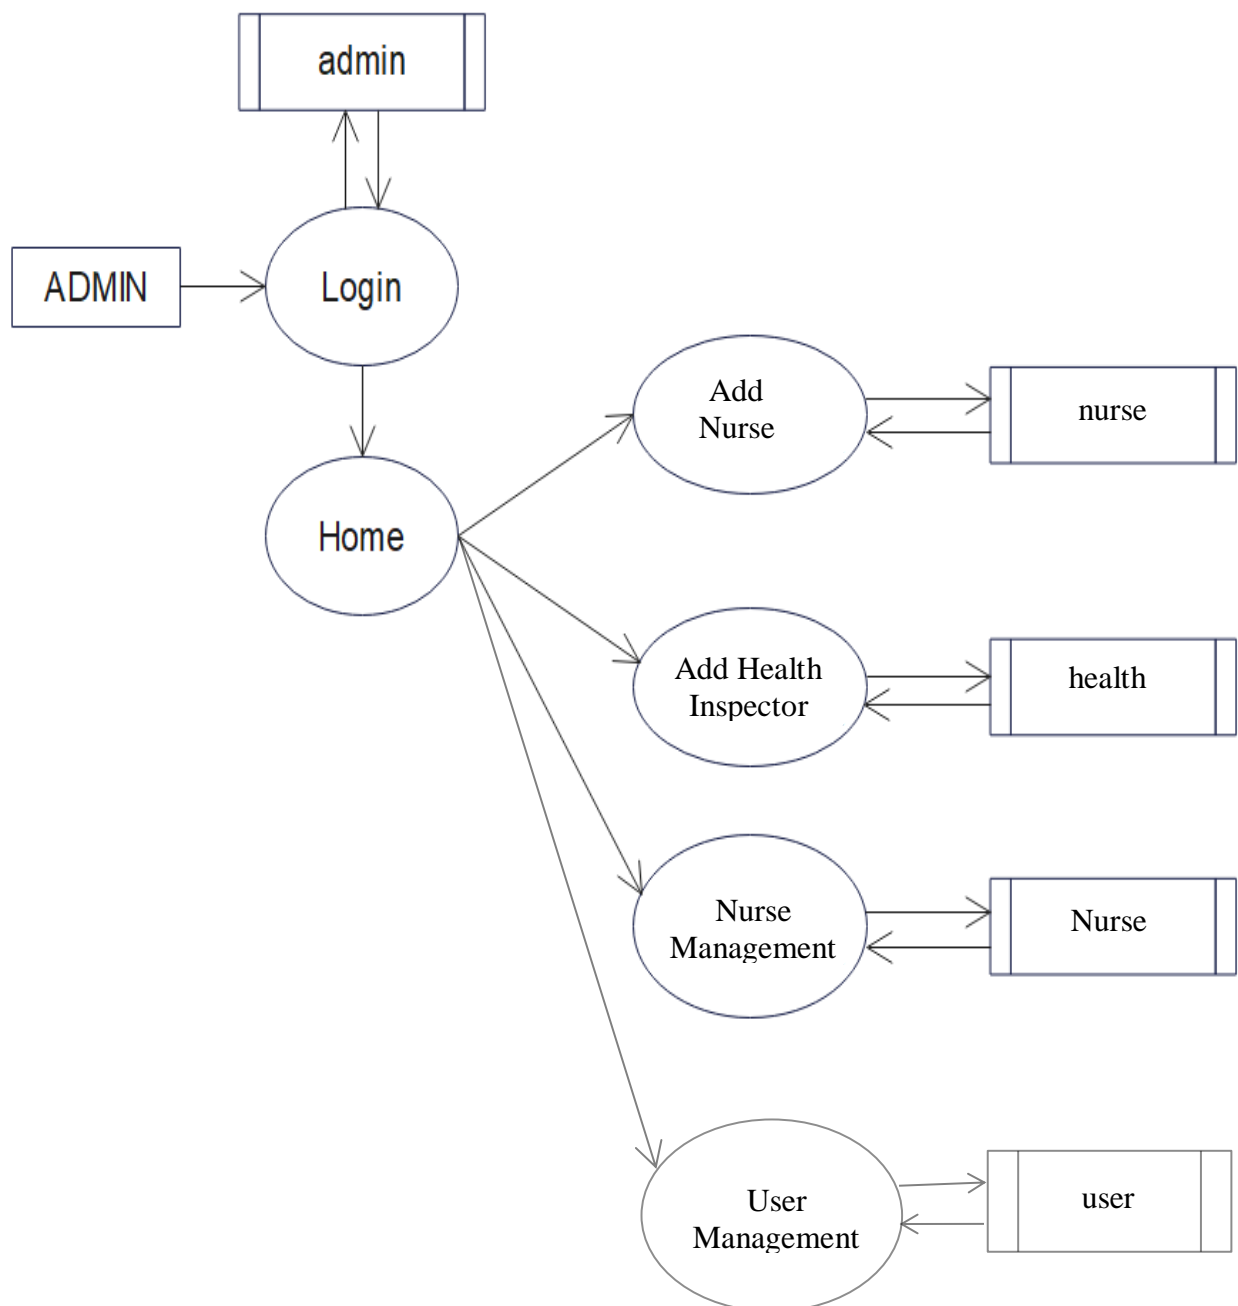 admin
ADMIN
Login
Home
Add
Nurse
nurse
Add Health
Inspector
health
Nurse
Management
Nurse
User
Management
user